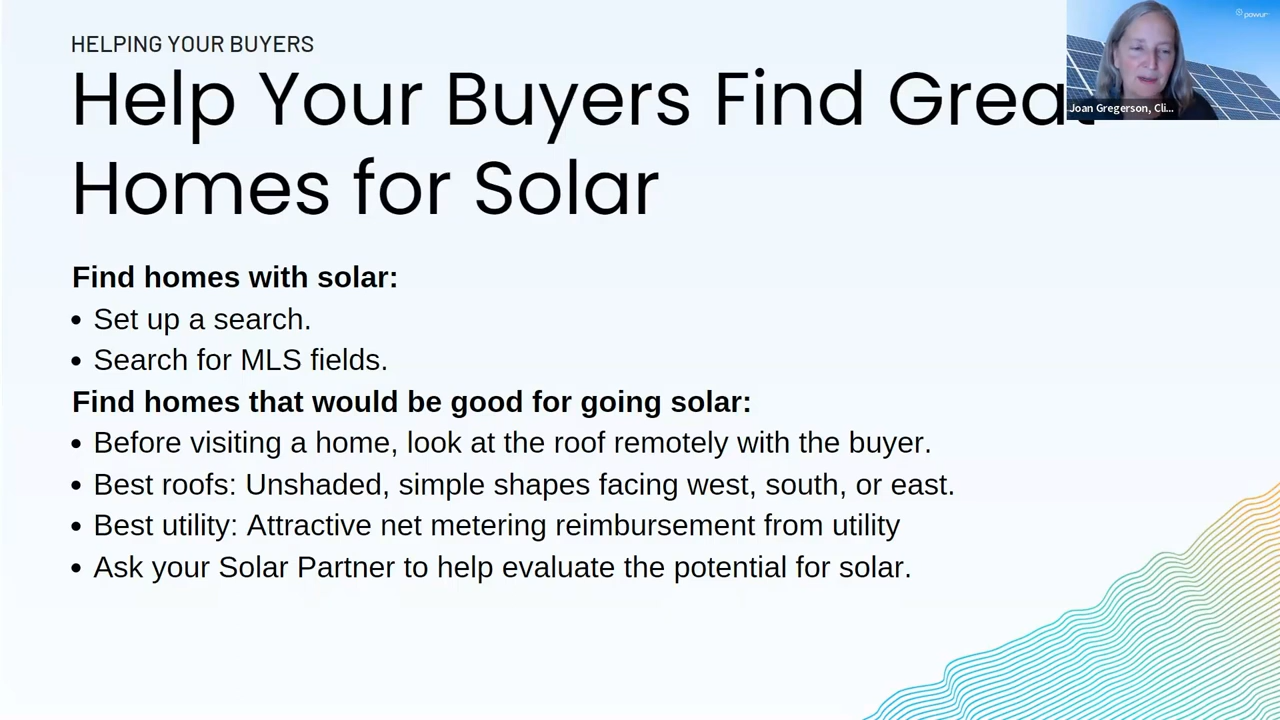 HELPING YOUR BUYERS
Help Your Buyers Find Great
Homes for Solar
powur
Joan Gregerson, Cli...
Find homes with solar:
• Set up a search.
• Search for MLS fields.
Find homes that would be good for going solar:
• Before visiting a home, look at the roof remotely with the buyer.
• Best roofs: Unshaded, simple shapes facing west, south, or east.
• Best utility: Attractive net metering reimbursement from utility
• Ask your Solar Partner to help evaluate the potential for solar.